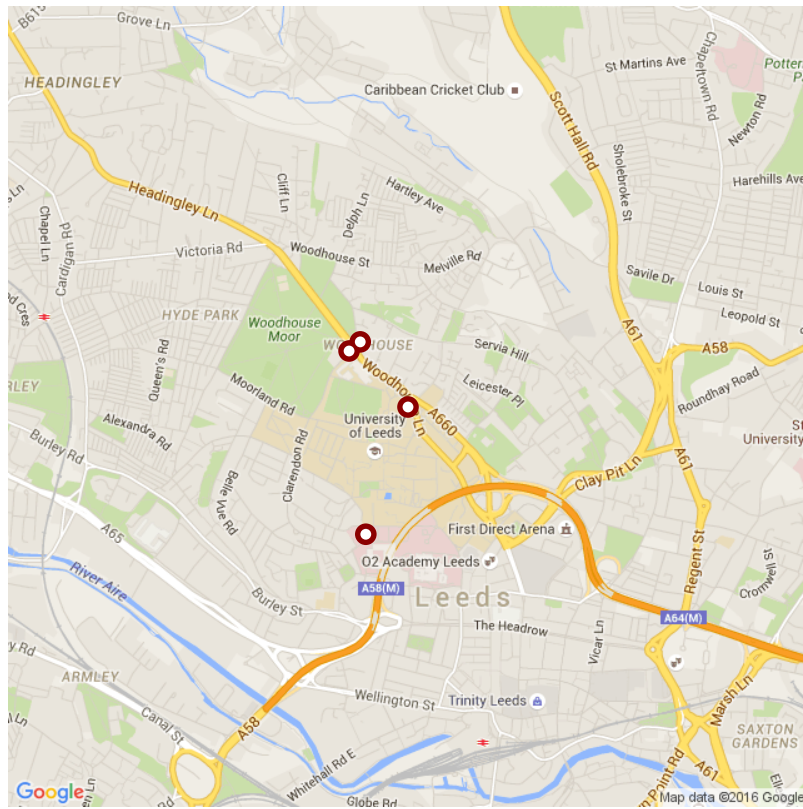 B615
Grove Ln
HEADINGLEY
Caribbean Cricket Club
St Martins Ave
Chapeltown Rd
Potter
Newton Rd
Scott Hall Rd
Harehills Ave
Sholebroke St
Headingley Ln
Cliff Ln
Delph Ln
Hartley Ave
Chapel Ln
Cardigan Rd
Victoria Rd
Woodhouse St
Melville Rd
Savile Dr
Louis St
Leopold St
HYDE PARK
Woodhouse
Moor
A61
A58
Servia Hill
Queen's Rd
Moorland Rd
Woodhouse Ln
A660
Leicester Pl
Roundhay Road
Alexandra Rd
Burley Rd
Clarendon Rd
University
of Leeds
St
University
Belle Vue Rd
Clay Pit Ln
A61
A65
First Direct Arena
Regent St
River Aire
O2 Academy Leeds
A58(M)
Leeds
Cromwell St
Burley St
The Headrow
Vicar Ln
A64(M)
ARMLEY
Wellington St
Trinity Leeds
Marsh Ln
Canal St
A58
SAXTON
GARDENS
Whitehall Rd E
Globe Rd
Point Rd
A61
Google
Map data ©2016 Google